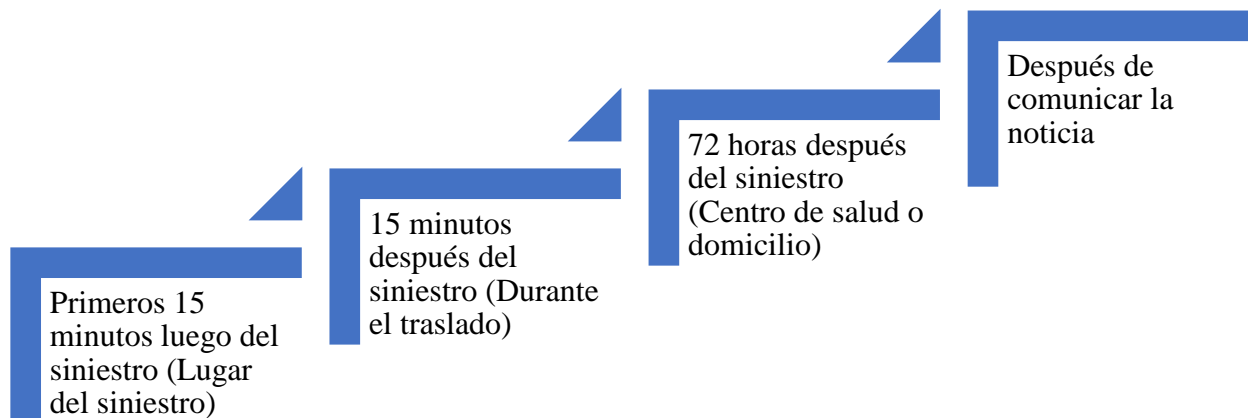 Primeros 15
minutos luego del
siniestro (Lugar
del siniestro)
15 minutos
después del
siniestro (Durante
el traslado)
72 horas después
del siniestro
(Centro de salud o
domicilio)
Después de
comunicar la
noticia